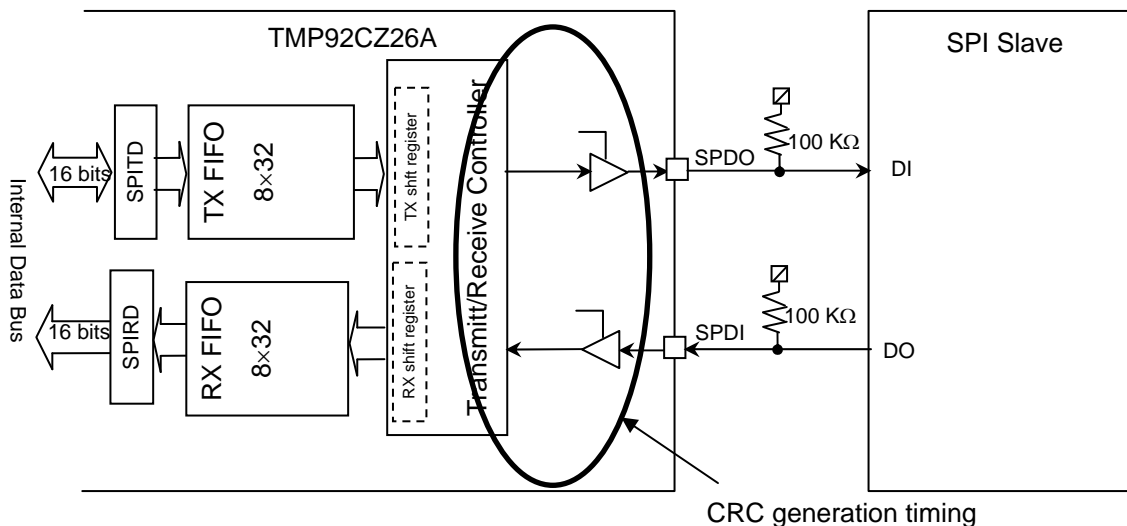 TMP92CZ26A
SPI Slave
Internal Data Bus
16 bits
SPITD
TX FIFO
8×32
TX shift register
Transmitt/Receive Controller
SPDO
100 KΩ
DI
16 bits
SPIRD
RX FIFO
8×32
RX shift register
SPDI
100 KΩ
DO
CRC generation timing